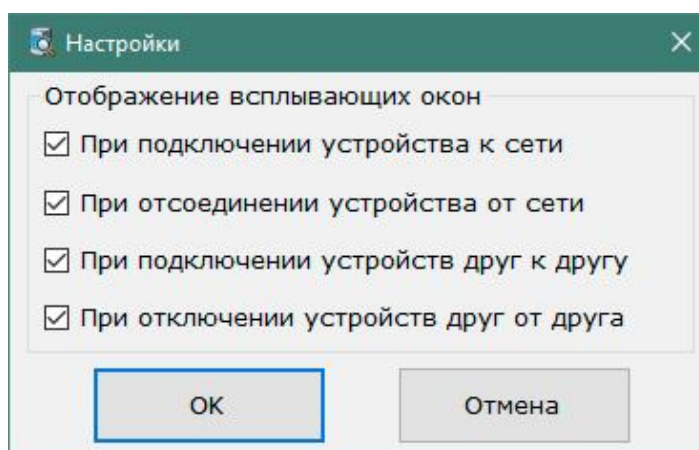 Настройки
Отображение всплывающих окон
При подключении устройства к сети
При отсоединении устройства от сети
При подключении устройств друг к другу
При отключении устройств друг от друга
OK
Отмена